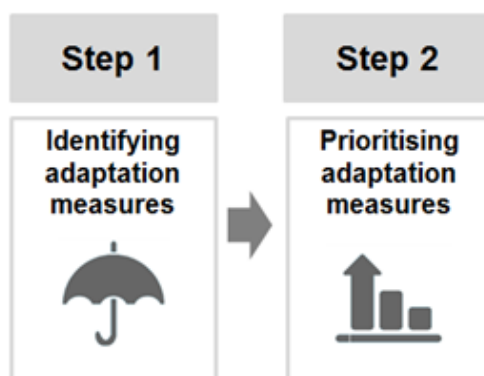 Step 1
Step 2
Identifying
adaptation
measures
Prioritising
adaptation
measures